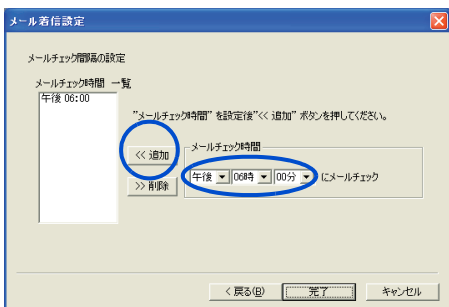 メール着信設定
メールチェック間隔の設定
メールチェック時間 一覧
午後 06:00
"メールチェック時間" を設定後"<< 追加" ボタンを押してください。
<< 追加
メールチェック時間
>> 削除
午後 06時 00分 にメールチェック
< 戻る(B) 完了 キャンセル